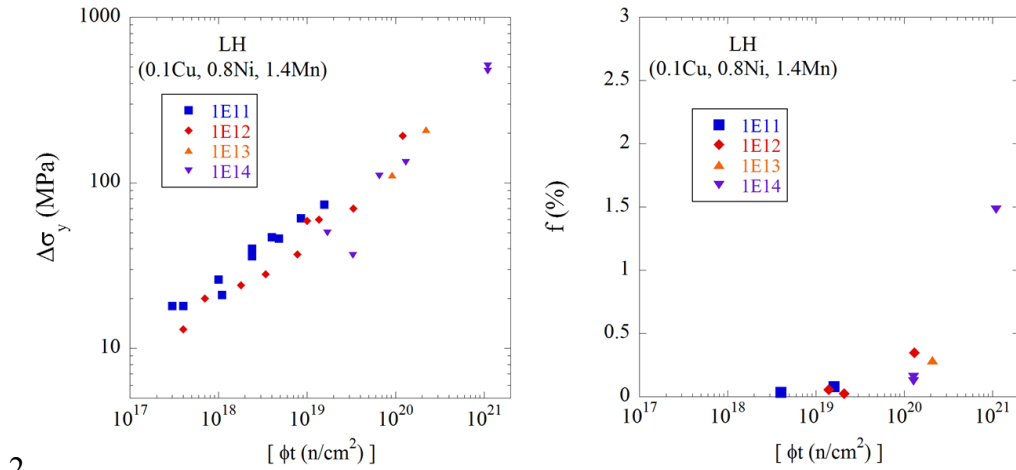 1000
100
10
Δσy (MPa)
LH
(0.1Cu, 0.8Ni, 1.4Mn)
1E11
1E12
1E13
1E14
10^17 10^18 10^19 10^20 10^21
[ ϕt (n/cm²) ]
3
2.5
2
1.5
1
0.5
0
f (%)
LH
(0.1Cu, 0.8Ni, 1.4Mn)
1E11
1E12
1E13
1E14
10^17 10^18 10^19 10^20 10^21
[ ϕt (n/cm²) ]
2